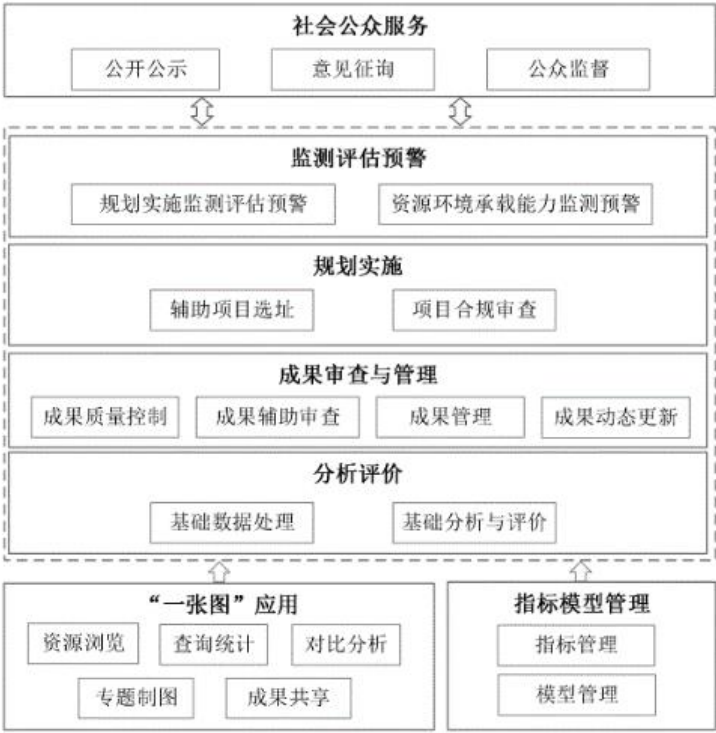 社会公众服务
公开公示 意见征询 公众监督
监测评估预警
规划实施监测评估预警 资源环境承载能力监测预警
规划实施
辅助项目选址 项目合规审查
成果审查与管理
成果质量控制 成果辅助审查 成果管理 成果动态更新
分析评价
基础数据处理 基础分析与评价
“一张图”应用
资源浏览 查询统计 对比分析
专题制图 成果共享
指标模型管理
指标管理
模型管理